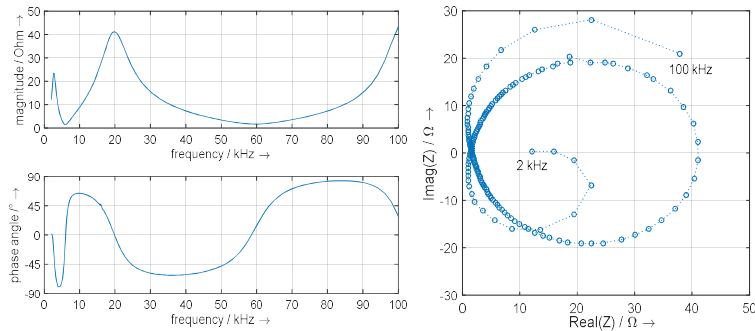 50
40
30
20
10
0
magnitude / Ohm →
0 10 20 30 40 50 60 70 80 90 100
frequency / kHz →
90
45
0
-45
-90
phase angle /° →
0 10 20 30 40 50 60 70 80 90 100
frequency / kHz →
30
20
10
0
-10
-20
-30
Imag(Z) / Ω →
100 kHz
2 kHz
0 10 20 30 40 50
Real(Z) / Ω →